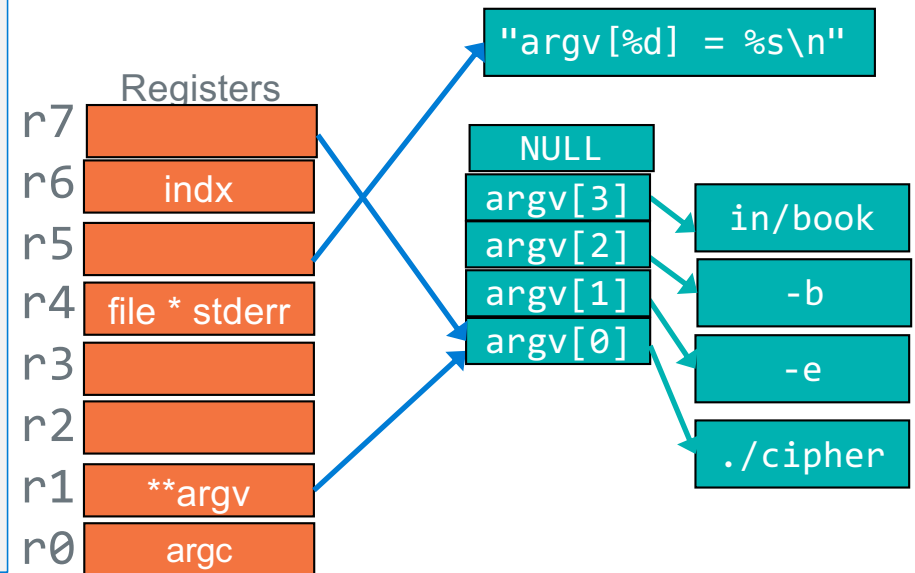 "argv[%d] = %s\n"
Registers
r7
r6 indx
r5
r4 file * stderr
r3
r2
r1 **argv
r0 argc
NULL
argv[3]
argv[2]
argv[1]
argv[0]
in/book
-b
-e
./cipher